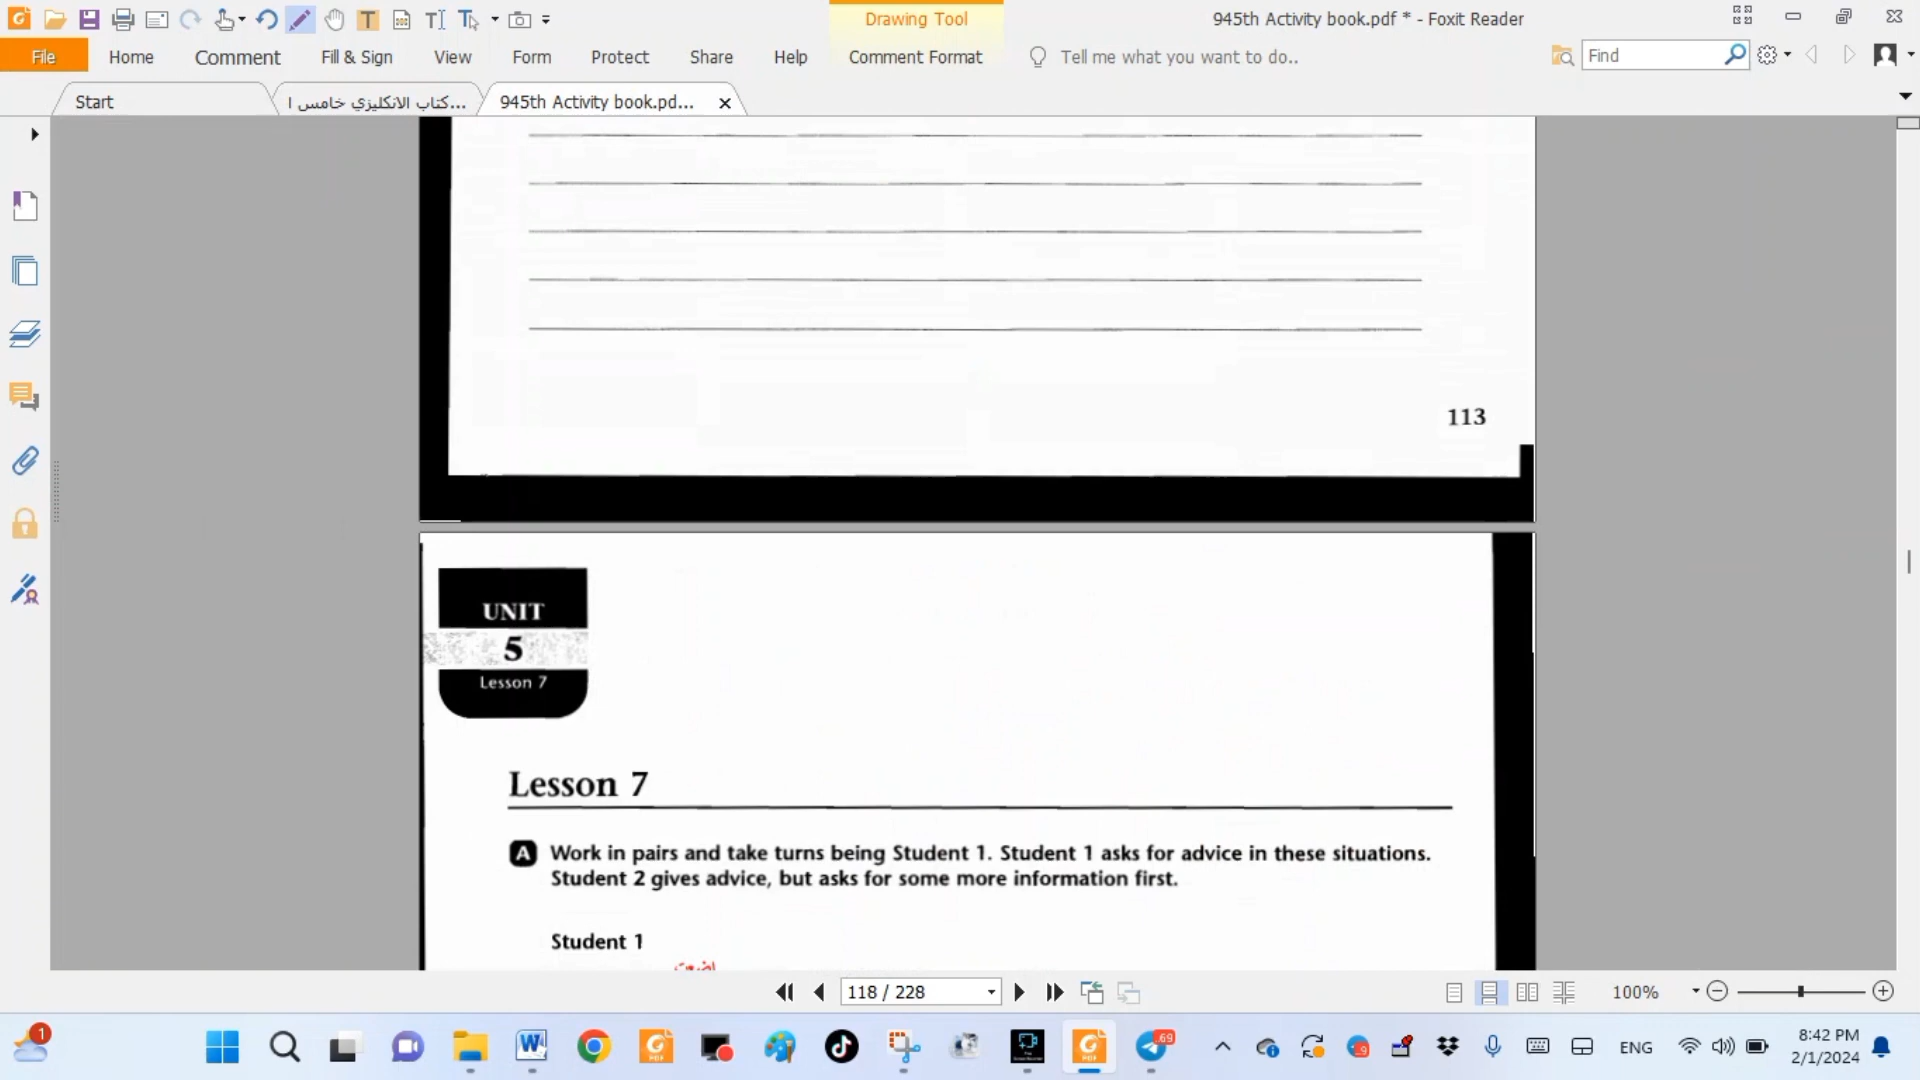 Drawing Tool
945th Activity book.pdf * - Foxit Reader
File
Home
Comment
Fill & Sign
View
Form
Protect
Share
Help
Comment Format
Tell me what you want to do..
Find
Start
كتاب الانكليزي خامس ا...
945th Activity book.pd...
113
UNIT
5
Lesson 7
Lesson 7
A Work in pairs and take turns being Student 1. Student 1 asks for advice in these situations.
Student 2 gives advice, but asks for some more information first.
Student 1
118 / 228
100%
1
69
ENG
8:42 PM
2/1/2024